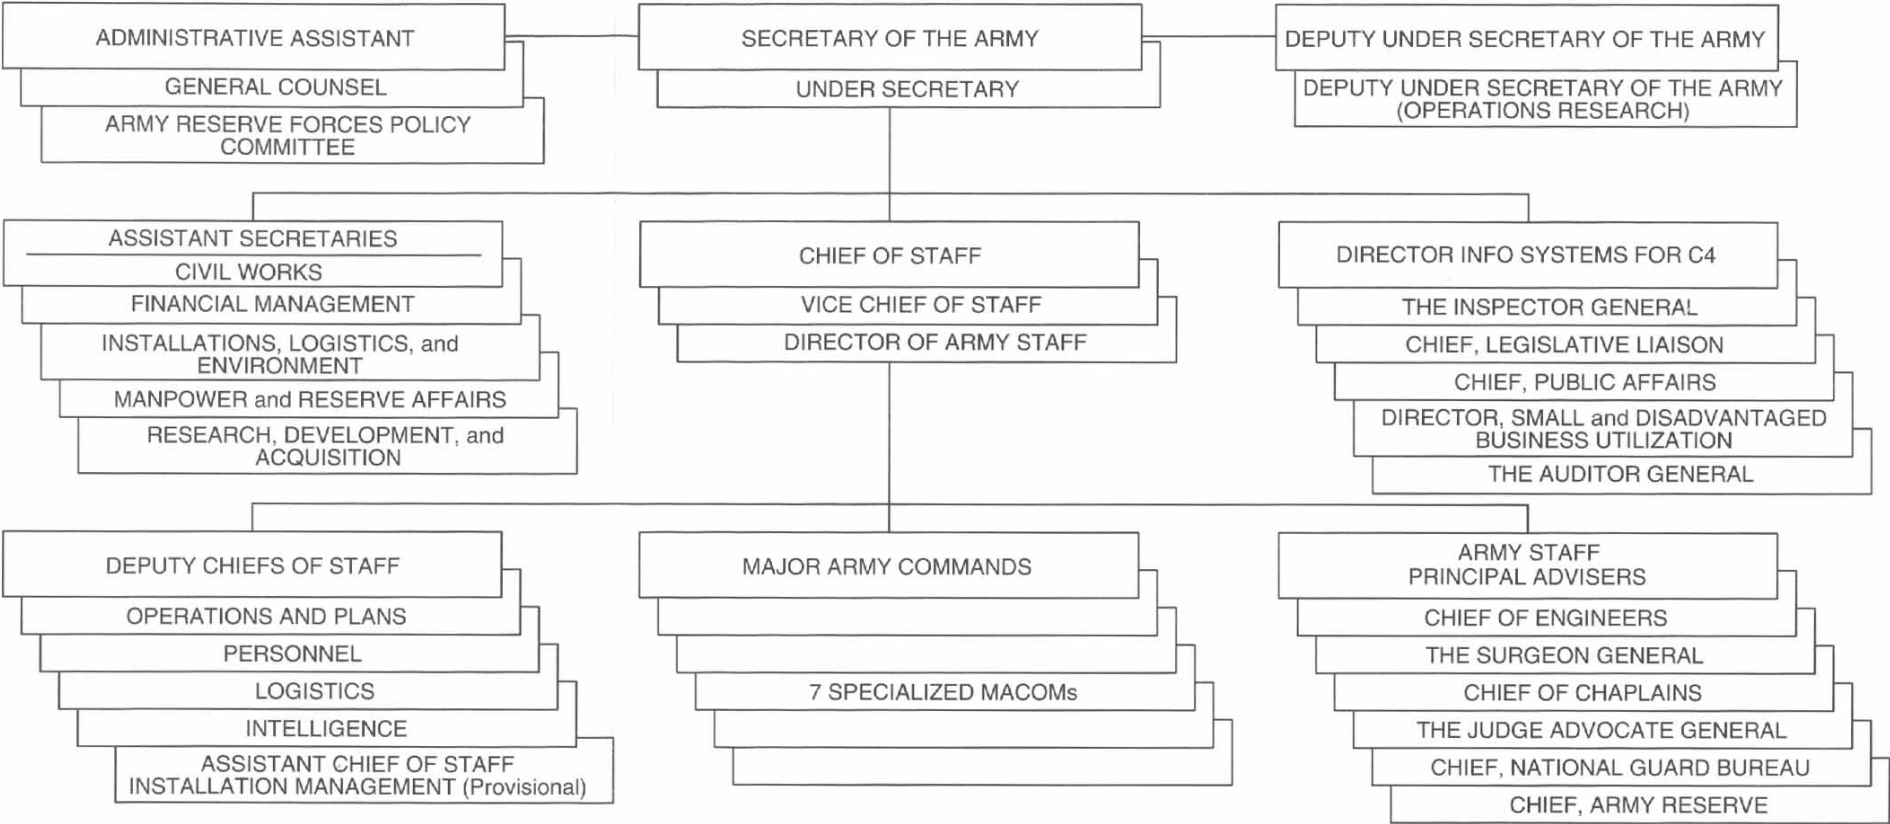 ADMINISTRATIVE ASSISTANT
GENERAL COUNSEL
ARMY RESERVE FORCES POLICY
COMMITTEE
SECRETARY OF THE ARMY
UNDER SECRETARY
DEPUTY UNDER SECRETARY OF THE ARMY
DEPUTY UNDER SECRETARY OF THE ARMY
(OPERATIONS RESEARCH)
ASSISTANT SECRETARIES
CIVIL WORKS
FINANCIAL MANAGEMENT
INSTALLATIONS, LOGISTICS, and
ENVIRONMENT
MANPOWER and RESERVE AFFAIRS
RESEARCH, DEVELOPMENT, and
ACQUISITION
CHIEF OF STAFF
VICE CHIEF OF STAFF
DIRECTOR OF ARMY STAFF
DIRECTOR INFO SYSTEMS FOR C4
THE INSPECTOR GENERAL
CHIEF, LEGISLATIVE LIAISON
CHIEF, PUBLIC AFFAIRS
DIRECTOR, SMALL and DISADVANTAGED
BUSINESS UTILIZATION
THE AUDITOR GENERAL
DEPUTY CHIEFS OF STAFF
OPERATIONS AND PLANS
PERSONNEL
LOGISTICS
INTELLIGENCE
ASSISTANT CHIEF OF STAFF
INSTALLATION MANAGEMENT (Provisional)
MAJOR ARMY COMMANDS
7 SPECIALIZED MACOMs
ARMY STAFF
PRINCIPAL ADVISERS
CHIEF OF ENGINEERS
THE SURGEON GENERAL
CHIEF OF CHAPLAINS
THE JUDGE ADVOCATE GENERAL
CHIEF, NATIONAL GUARD BUREAU
CHIEF, ARMY RESERVE